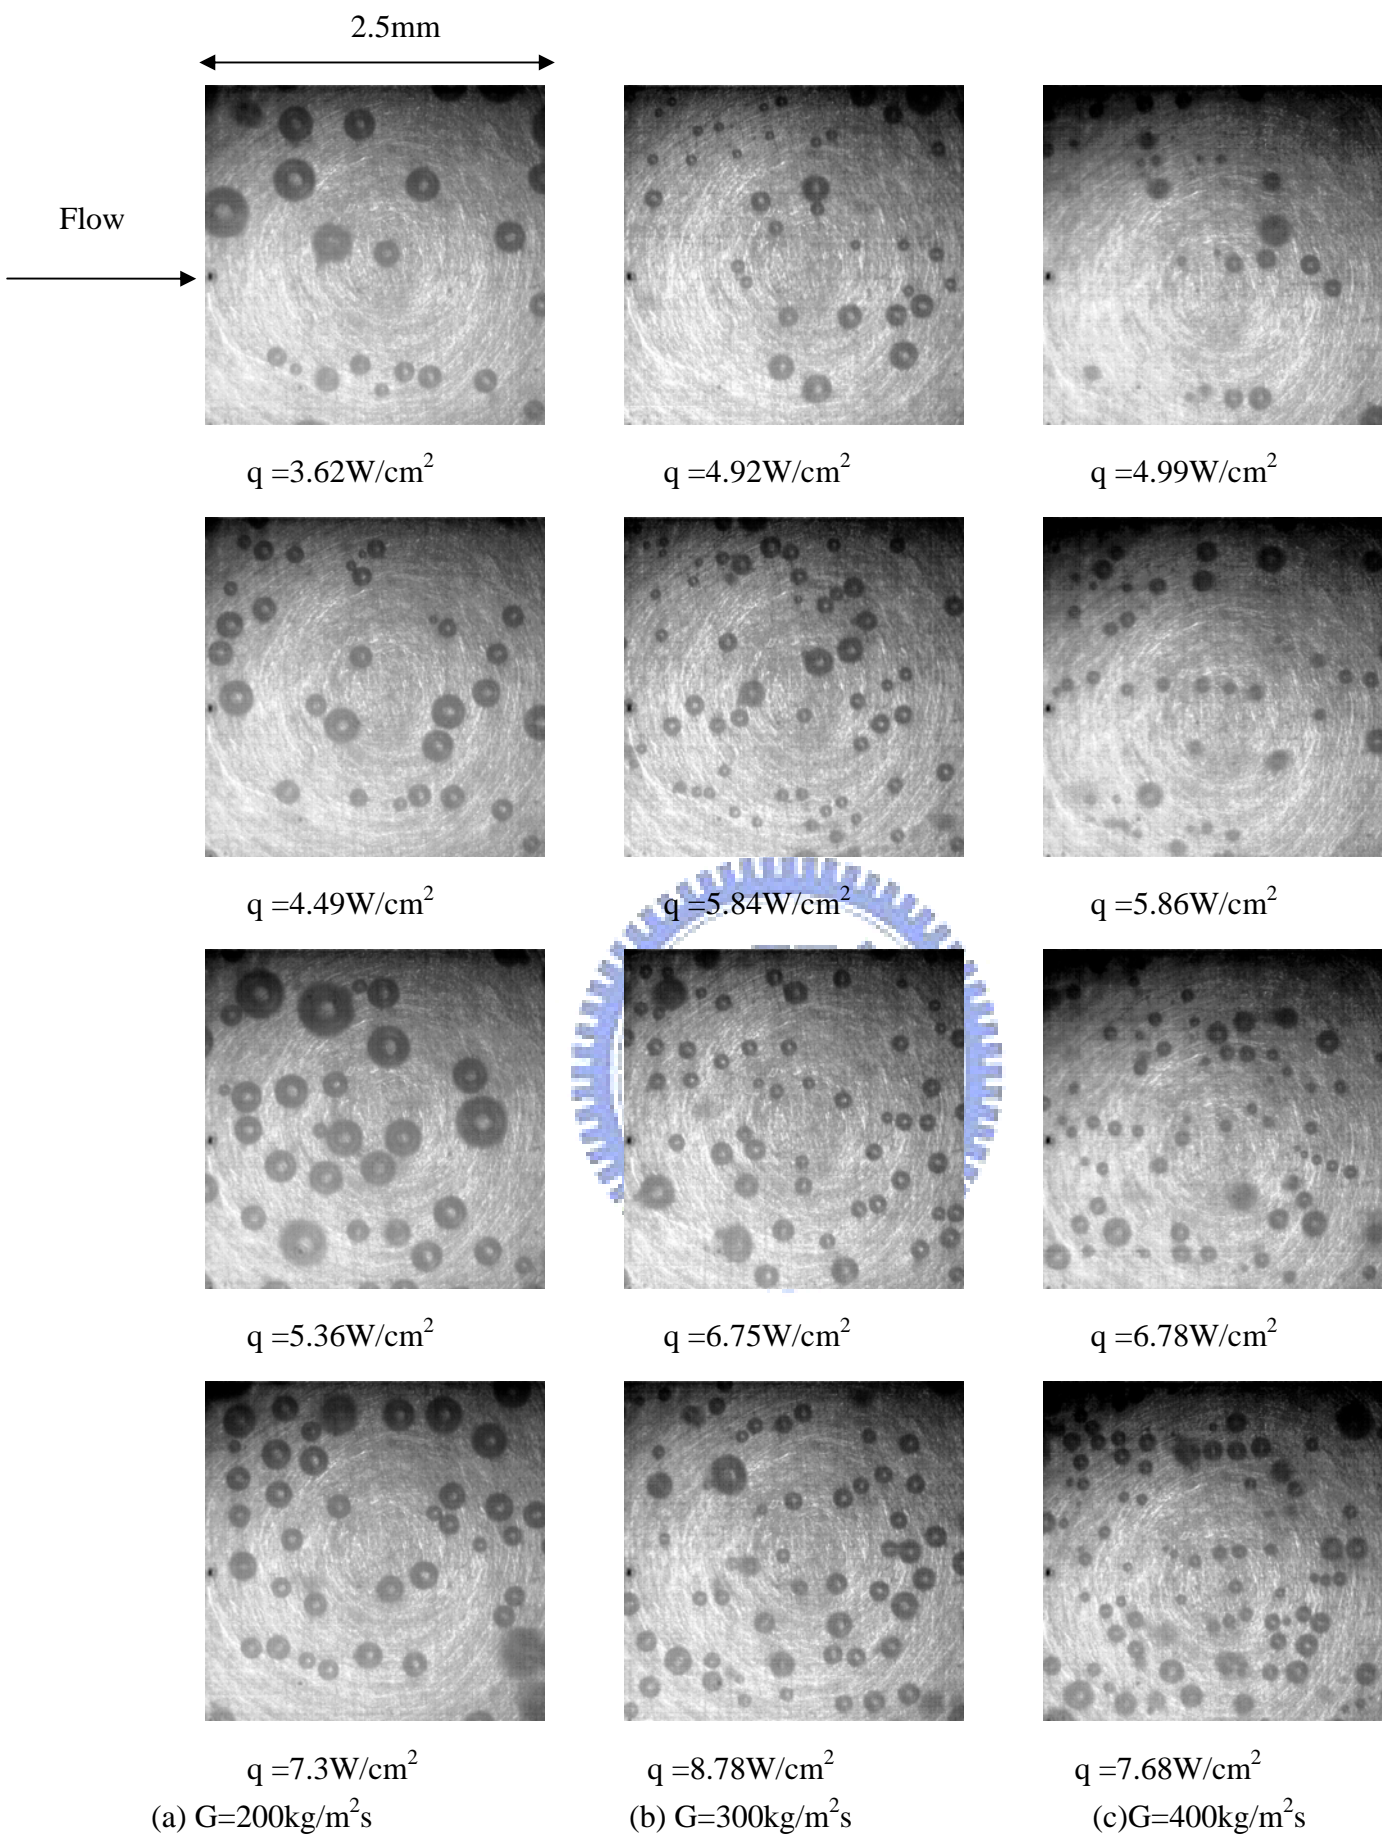 2.5mm
Flow
q =3.62W/cm²
q =4.92W/cm²
q =4.99W/cm²
q =4.49W/cm²
q =5.84W/cm²
q =5.86W/cm²
q =5.36W/cm²
q =6.75W/cm²
q =6.78W/cm²
q =7.3W/cm²
q =8.78W/cm²
q =7.68W/cm²
(a) G=200kg/m²s
(b) G=300kg/m²s
(c)G=400kg/m²s